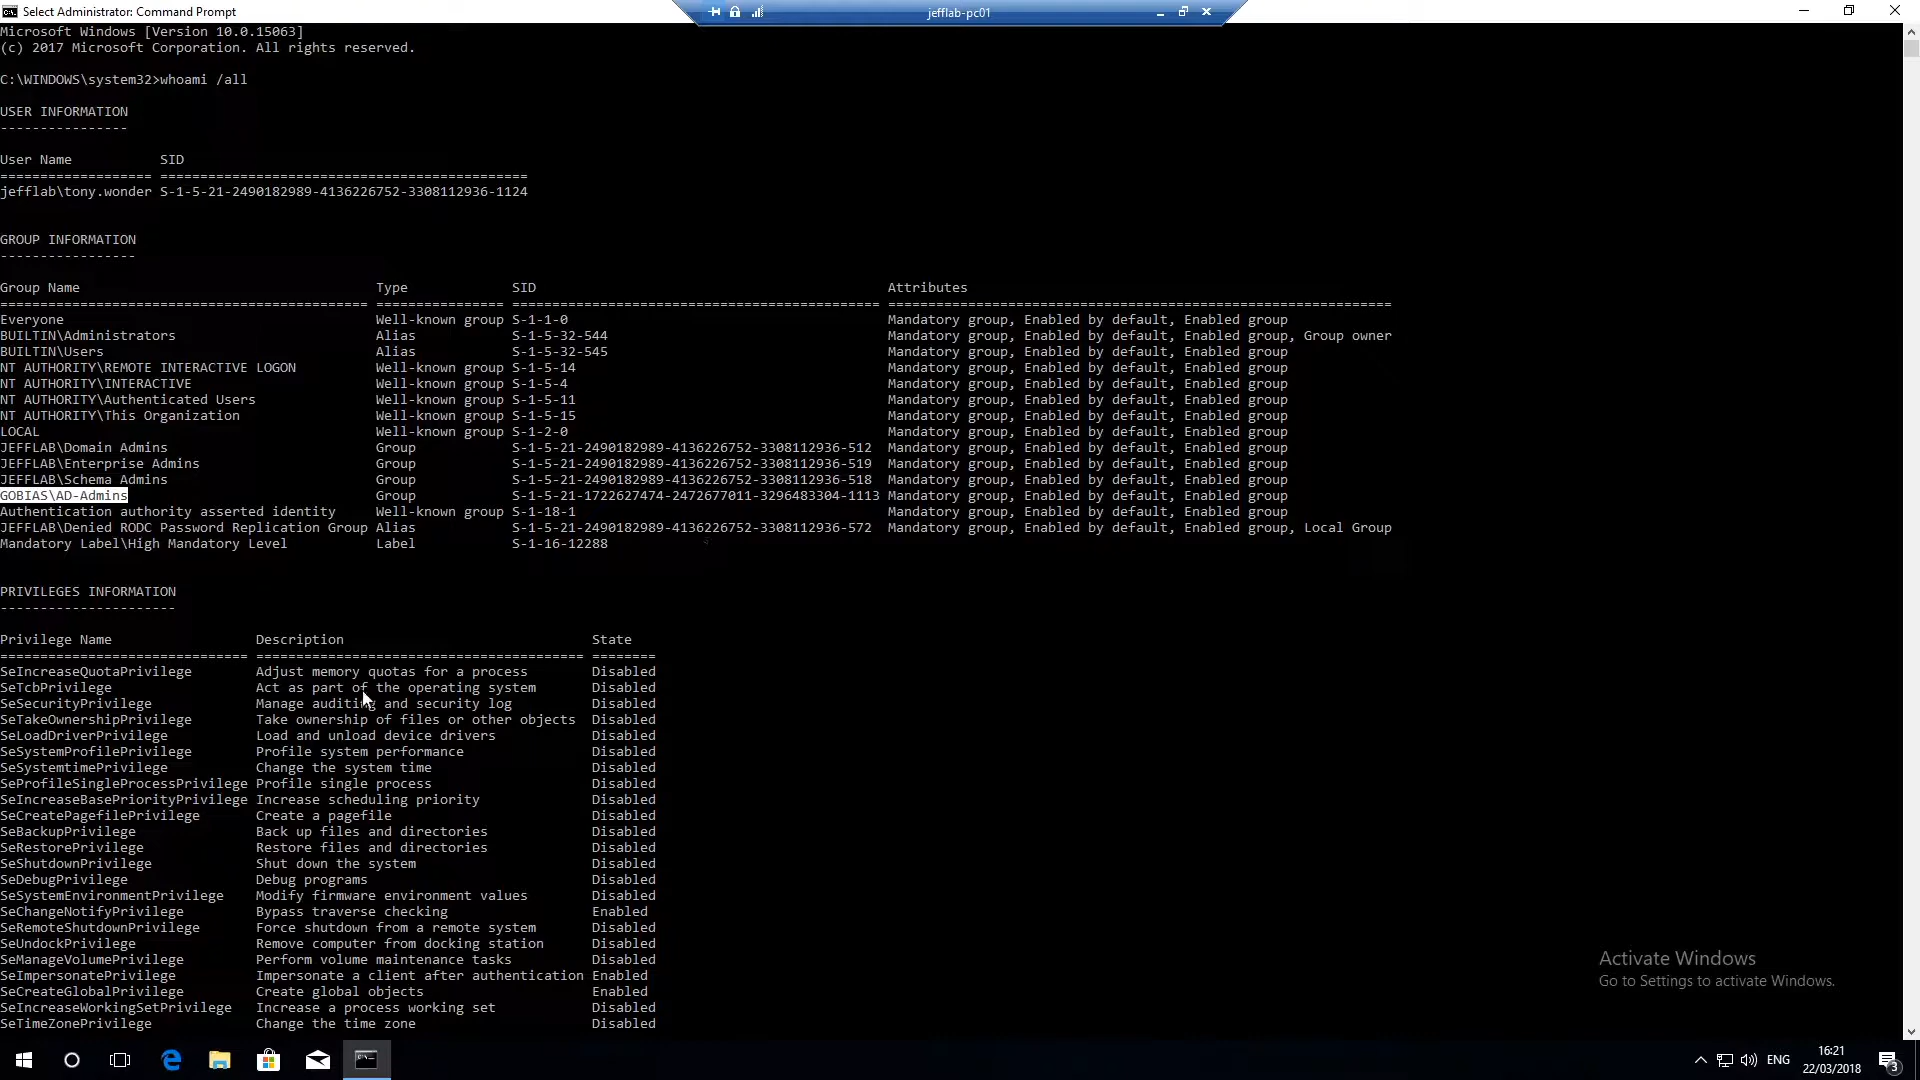 Select Administrator: Command Prompt
jefflab-pc01
Microsoft Windows [Version 10.0.15063]
(c) 2017 Microsoft Corporation. All rights reserved.
C:\WINDOWS\system32>whoami /all
USER INFORMATION
----------------
User Name          SID
================== ==============================================
jefflab\tony.wonder S-1-5-21-2490182989-4136226752-3308112936-1124
GROUP INFORMATION
-----------------
Group Name Type SID Attributes
============================================== ================ ============================================== ===============================================================
Everyone Well-known group S-1-1-0 Mandatory group, Enabled by default, Enabled group
BUILTIN\Administrators Alias S-1-5-32-544 Mandatory group, Enabled by default, Enabled group, Group owner
BUILTIN\Users Alias S-1-5-32-545 Mandatory group, Enabled by default, Enabled group
NT AUTHORITY\REMOTE INTERACTIVE LOGON Well-known group S-1-5-14 Mandatory group, Enabled by default, Enabled group
NT AUTHORITY\INTERACTIVE Well-known group S-1-5-4 Mandatory group, Enabled by default, Enabled group
NT AUTHORITY\Authenticated Users Well-known group S-1-5-11 Mandatory group, Enabled by default, Enabled group
NT AUTHORITY\This Organization Well-known group S-1-5-15 Mandatory group, Enabled by default, Enabled group
LOCAL Well-known group S-1-2-0 Mandatory group, Enabled by default, Enabled group
JEFFLAB\Domain Admins Group S-1-5-21-2490182989-4136226752-3308112936-512 Mandatory group, Enabled by default, Enabled group
JEFFLAB\Enterprise Admins Group S-1-5-21-2490182989-4136226752-3308112936-519 Mandatory group, Enabled by default, Enabled group
JEFFLAB\Schema Admins Group S-1-5-21-2490182989-4136226752-3308112936-518 Mandatory group, Enabled by default, Enabled group
GOBIAS\AD-Admins Group S-1-5-21-1722627474-2472677011-3296483304-1113 Mandatory group, Enabled by default, Enabled group
Authentication authority asserted identity Well-known group S-1-18-1 Mandatory group, Enabled by default, Enabled group
JEFFLAB\Denied RODC Password Replication Group Alias S-1-5-21-2490182989-4136226752-3308112936-572 Mandatory group, Enabled by default, Enabled group, Local Group
Mandatory Label\High Mandatory Level Label S-1-16-12288
PRIVILEGES INFORMATION
----------------------
Privilege Name Description State
=============================== ========================================= ========
SeIncreaseQuotaPrivilege Adjust memory quotas for a process Disabled
SeTcbPrivilege Act as part of the operating system Disabled
SeSecurityPrivilege Manage auditing and security log Disabled
SeTakeOwnershipPrivilege Take ownership of files or other objects Disabled
SeLoadDriverPrivilege Load and unload device drivers Disabled
SeSystemProfilePrivilege Profile system performance Disabled
SeSystemtimePrivilege Change the system time Disabled
SeProfileSingleProcessPrivilege Profile single process Disabled
SeIncreaseBasePriorityPrivilege Increase scheduling priority Disabled
SeCreatePagefilePrivilege Create a pagefile Disabled
SeBackupPrivilege Back up files and directories Disabled
SeRestorePrivilege Restore files and directories Disabled
SeShutdownPrivilege Shut down the system Disabled
SeDebugPrivilege Debug programs Disabled
SeSystemEnvironmentPrivilege Modify firmware environment values Disabled
SeChangeNotifyPrivilege Bypass traverse checking Enabled
SeRemoteShutdownPrivilege Force shutdown from a remote system Disabled
SeUndockPrivilege Remove computer from docking station Disabled
SeManageVolumePrivilege Perform volume maintenance tasks Disabled
SeImpersonatePrivilege Impersonate a client after authentication Enabled
SeCreateGlobalPrivilege Create global objects Enabled
SeIncreaseWorkingSetPrivilege Increase a process working set Disabled
SeTimeZonePrivilege Change the time zone Disabled
Activate Windows
Go to Settings to activate Windows.
ENG
16:21
22/03/2018
3